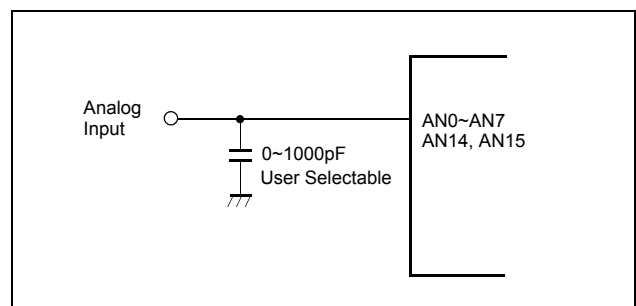 Analog
Input
0~1000pF
User Selectable
AN0~AN7
AN14, AN15